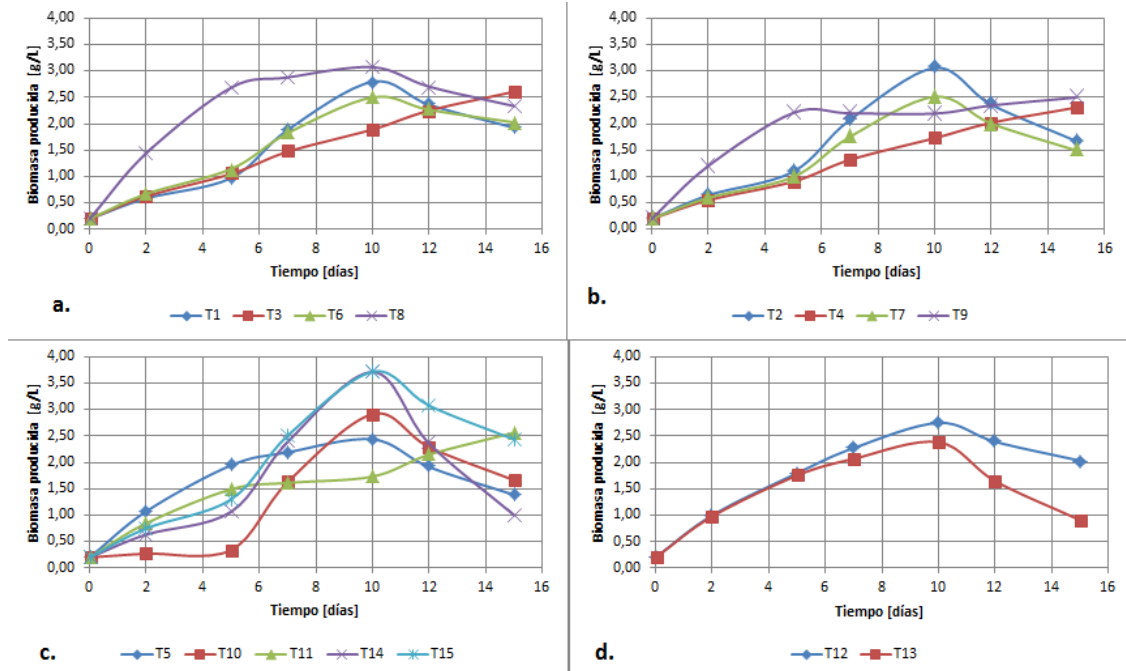 4,00
3,50
3,00
2,50
2,00
1,50
1,00
0,50
0,00
Biomasa producida [g/L]
0 2 4 6 8 10 12 14 16
Tiempo [días]
a.
T1 T3 T6 T8
4,00
3,50
3,00
2,50
2,00
1,50
1,00
0,50
0,00
Biomasa producida [g/L]
0 2 4 6 8 10 12 14 16
Tiempo [días]
b.
T2 T4 T7 T9
4,00
3,50
3,00
2,50
2,00
1,50
1,00
0,50
0,00
Biomasa producida [g/L]
0 2 4 6 8 10 12 14 16
Tiempo [días]
c.
T5 T10 T11 T14 T15
4,00
3,50
3,00
2,50
2,00
1,50
1,00
0,50
0,00
Biomasa producida [g/L]
0 2 4 6 8 10 12 14 16
Tiempo [días]
d.
T12 T13